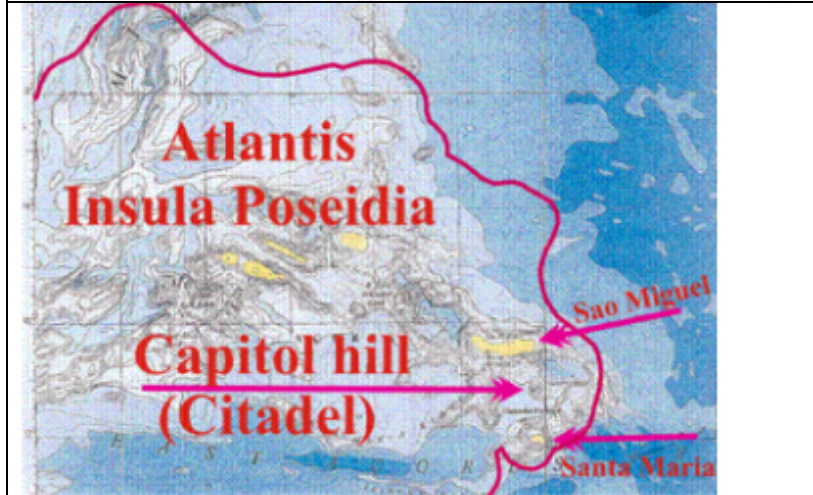 Atlantis
Insula Poseidia
Sao Miguel
Capitol hill
(Citadel)
Santa Maria